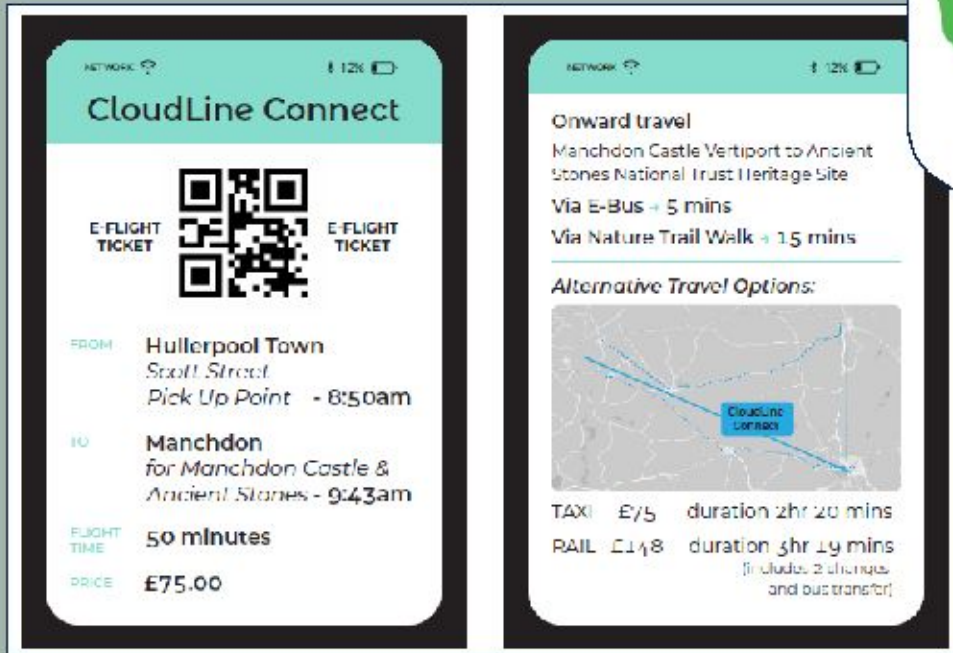 NETWORK 12%
CloudLine Connect
E-FLIGHT
TICKET
E-FLIGHT
TICKET
FROM Hullerpool Town
Scott Street
Pick Up Point - 8:50am
TO Manchdon
for Manchdon Castle &
Ancient Stones - 9:43am
FLIGHT
TIME 50 minutes
PRICE £75.00
NETWORK 12%
Onward travel
Manchdon Castle Vertiport to Ancient
Stones National Trust Heritage Site
Via E-Bus → 5 mins
Via Nature Trail Walk → 15 mins
Alternative Travel Options:
CloudLine
Connect
TAXI £75 duration 2hr 20 mins
RAIL £148 duration 3hr 19 mins
(includes 2 changes
and bus transfer)